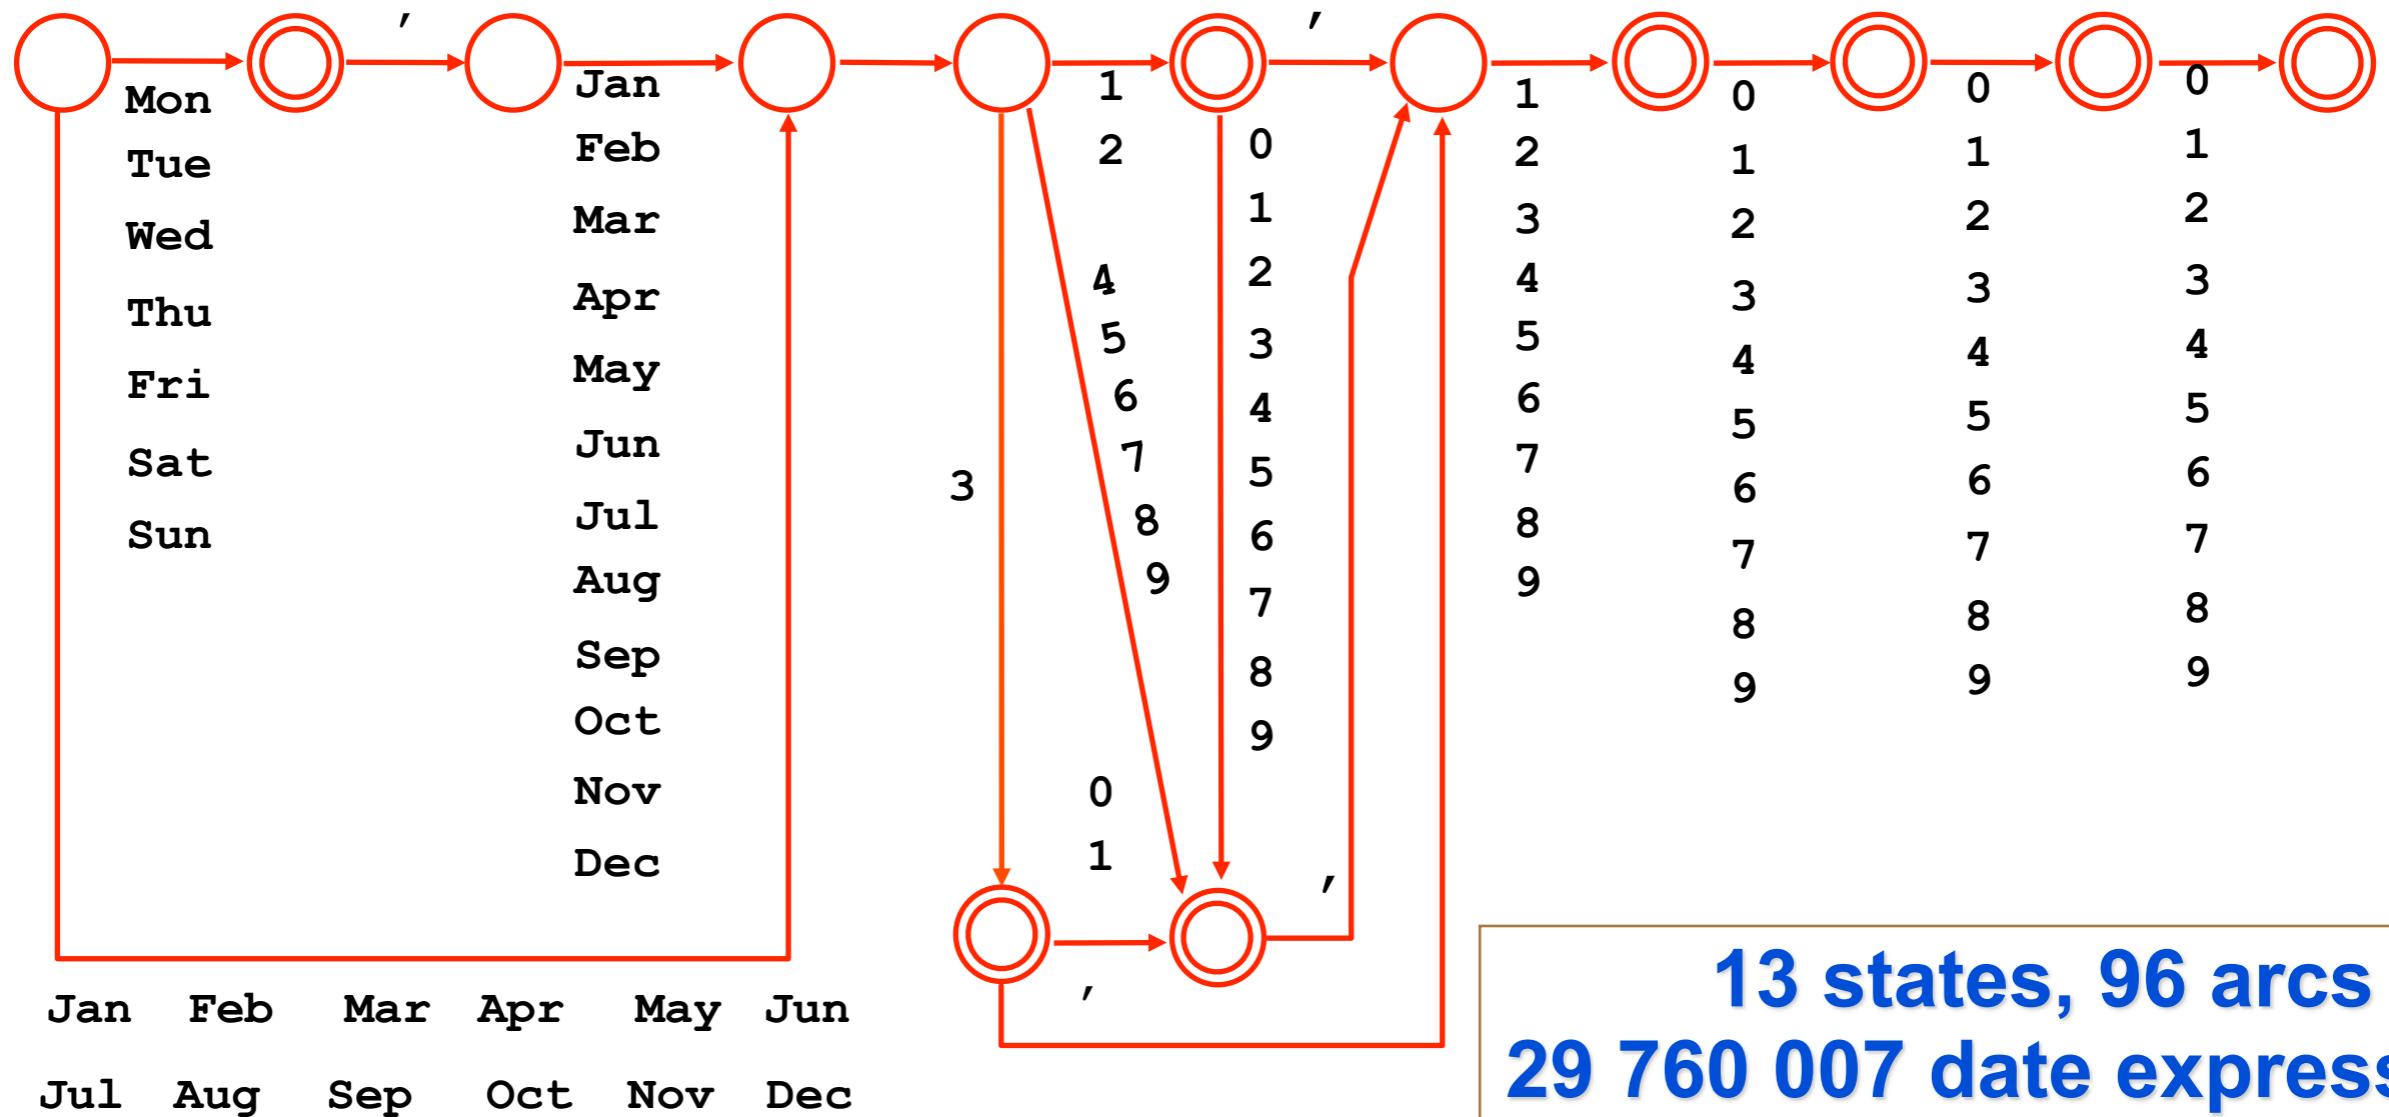 ,
,
Mon
Tue
Wed
Thu
Fri
Sat
Sun
Jan
Feb
Mar
Apr
May
Jun
Jul
Aug
Sep
Oct
Nov
Dec
3
1
2
4
5
6
7
8
9
0
1
0
1
2
3
4
5
6
7
8
9
,
,
1
2
3
4
5
6
7
8
9
0
1
2
3
4
5
6
7
8
9
0
1
2
3
4
5
6
7
8
9
0
1
2
3
4
5
6
7
8
9
Jan Feb Mar Apr May Jun
Jul Aug Sep Oct Nov Dec
13 states, 96 arcs
29 760 007 date express